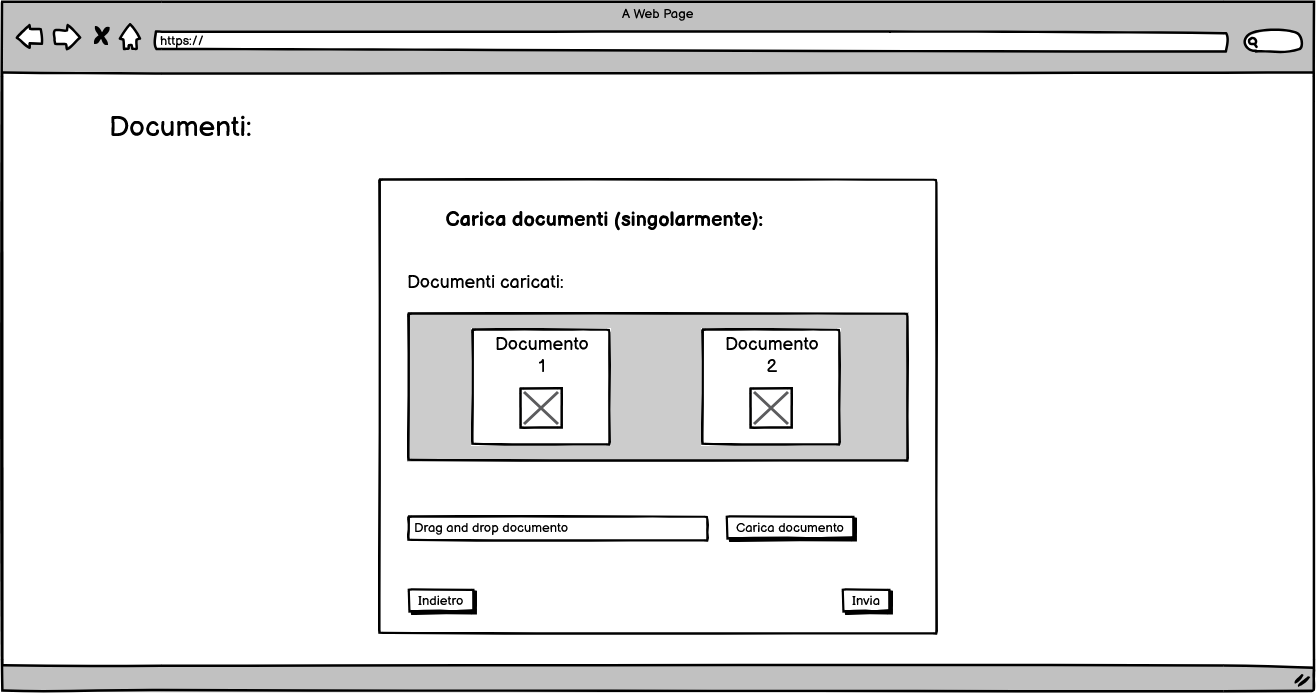 A Web Page
https://
Documenti:
Carica documenti (singolarmente):
Documenti caricati:
Documento
1
Documento
2
Drag and drop documento
Carica documento
Indietro
Invia